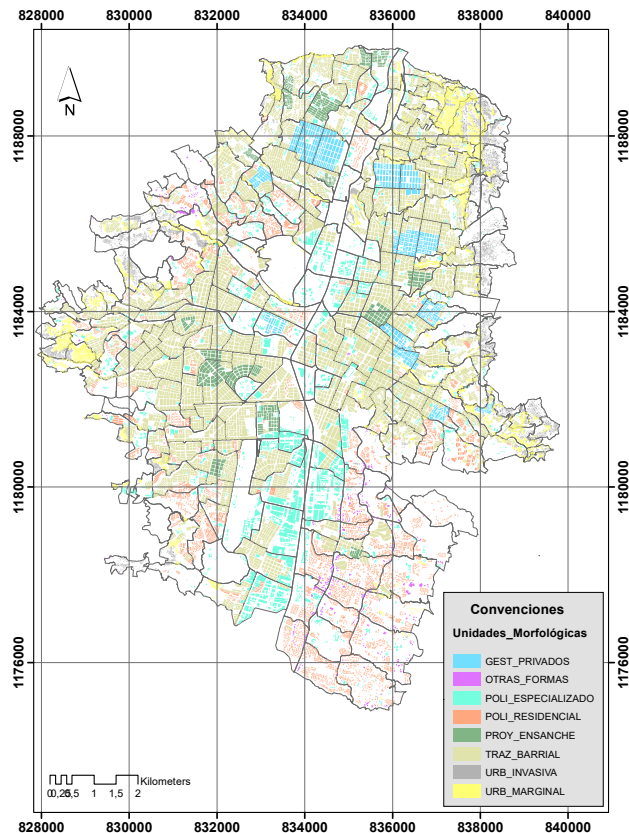 828000 830000 832000 834000 836000 838000 840000
N
1188000 1188000
1184000 1184000
1180000 1180000
1176000 1176000
Convenciones
Unidades_Morfológicas
GEST_PRIVADOS
OTRAS_FORMAS
POLI_ESPECIALIZADO
POLI_RESIDENCIAL
PROY_ENSANCHE
TRAZ_BARRIAL
URB_INVASIVA
URB_MARGINAL
Kilometers
1 1,5 2
828000 830000 832000 834000 836000 838000 840000